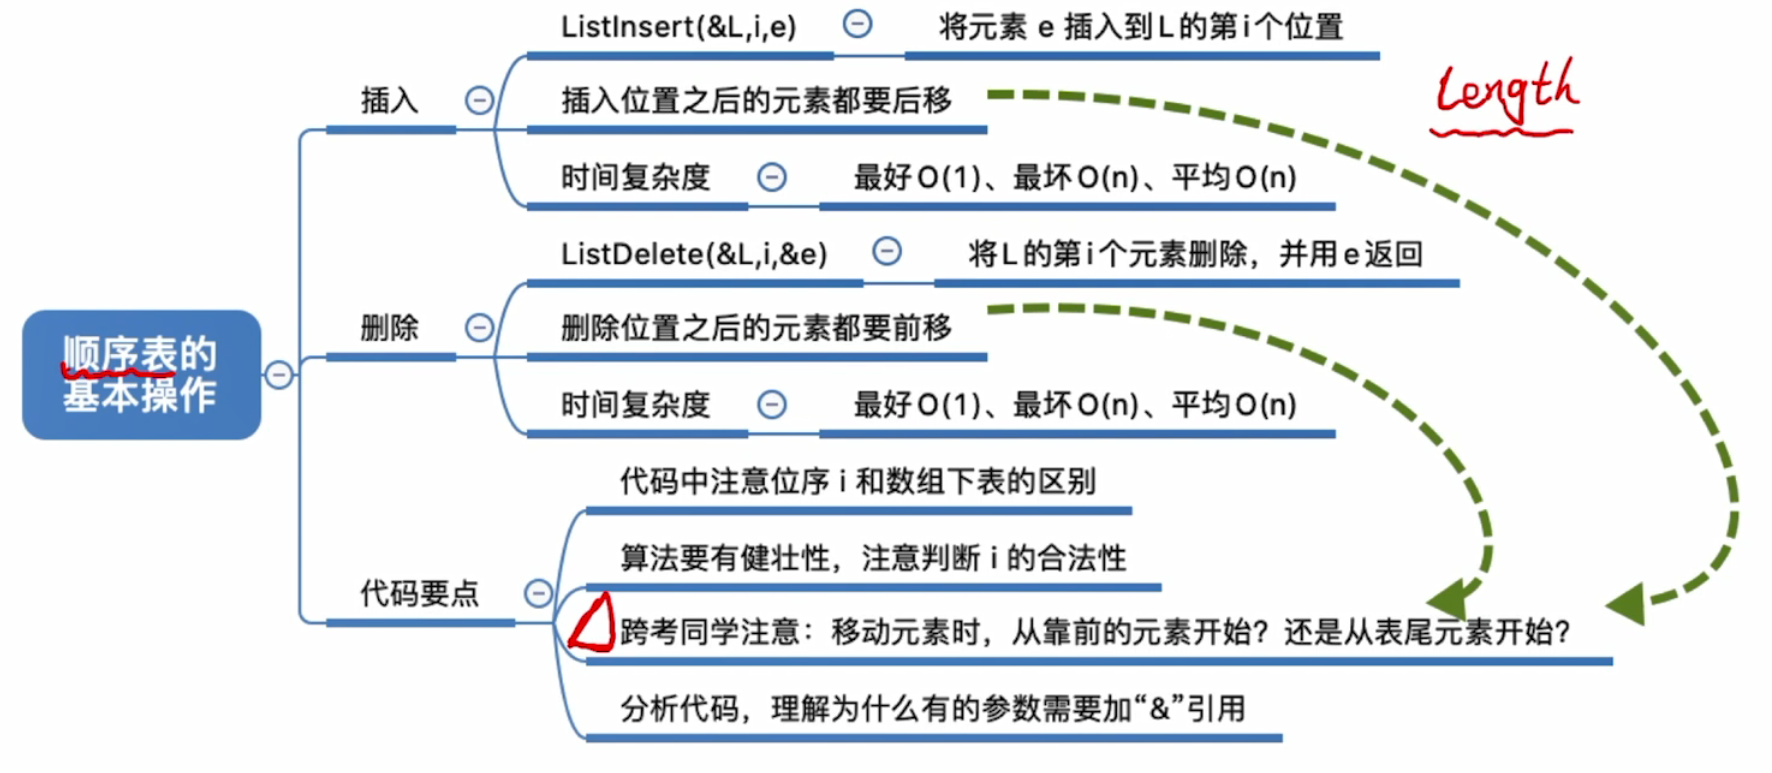 ListInsert(&L,i,e)
将元素 e 插入到L的第i个位置
Length
插入
插入位置之后的元素都要后移
时间复杂度
最好O(1)、最坏O(n)、平均O(n)
ListDelete(&L,i,&e)
将L的第i个元素删除，并用e返回
删除
删除位置之后的元素都要前移
顺序表的
基本操作
时间复杂度
最好O(1)、最坏O(n)、平均O(n)
代码中注意位序 i 和数组下表的区别
算法要有健壮性，注意判断 i 的合法性
代码要点
跨考同学注意：移动元素时，从靠前的元素开始？还是从表尾元素开始？
分析代码，理解为什么有的参数需要加“&”引用